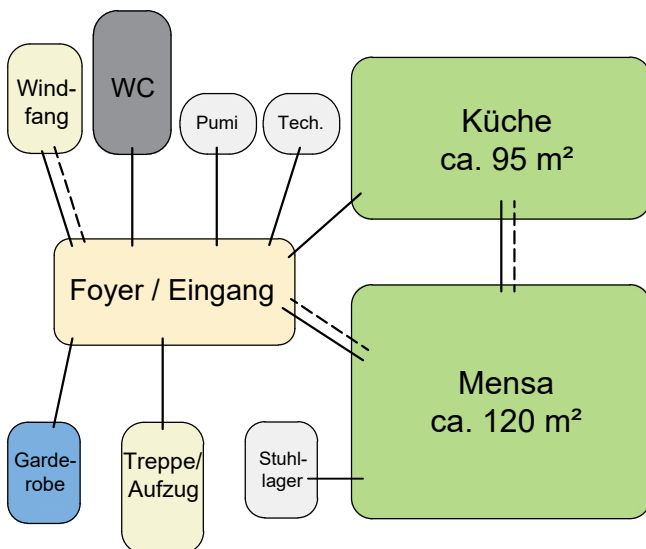 Wind-
fang
WC
Pumi
Tech.
Küche
ca. 95 m²
Foyer / Eingang
Mensa
ca. 120 m²
Garde-
robe
Treppe/
Aufzug
Stuhl-
lager